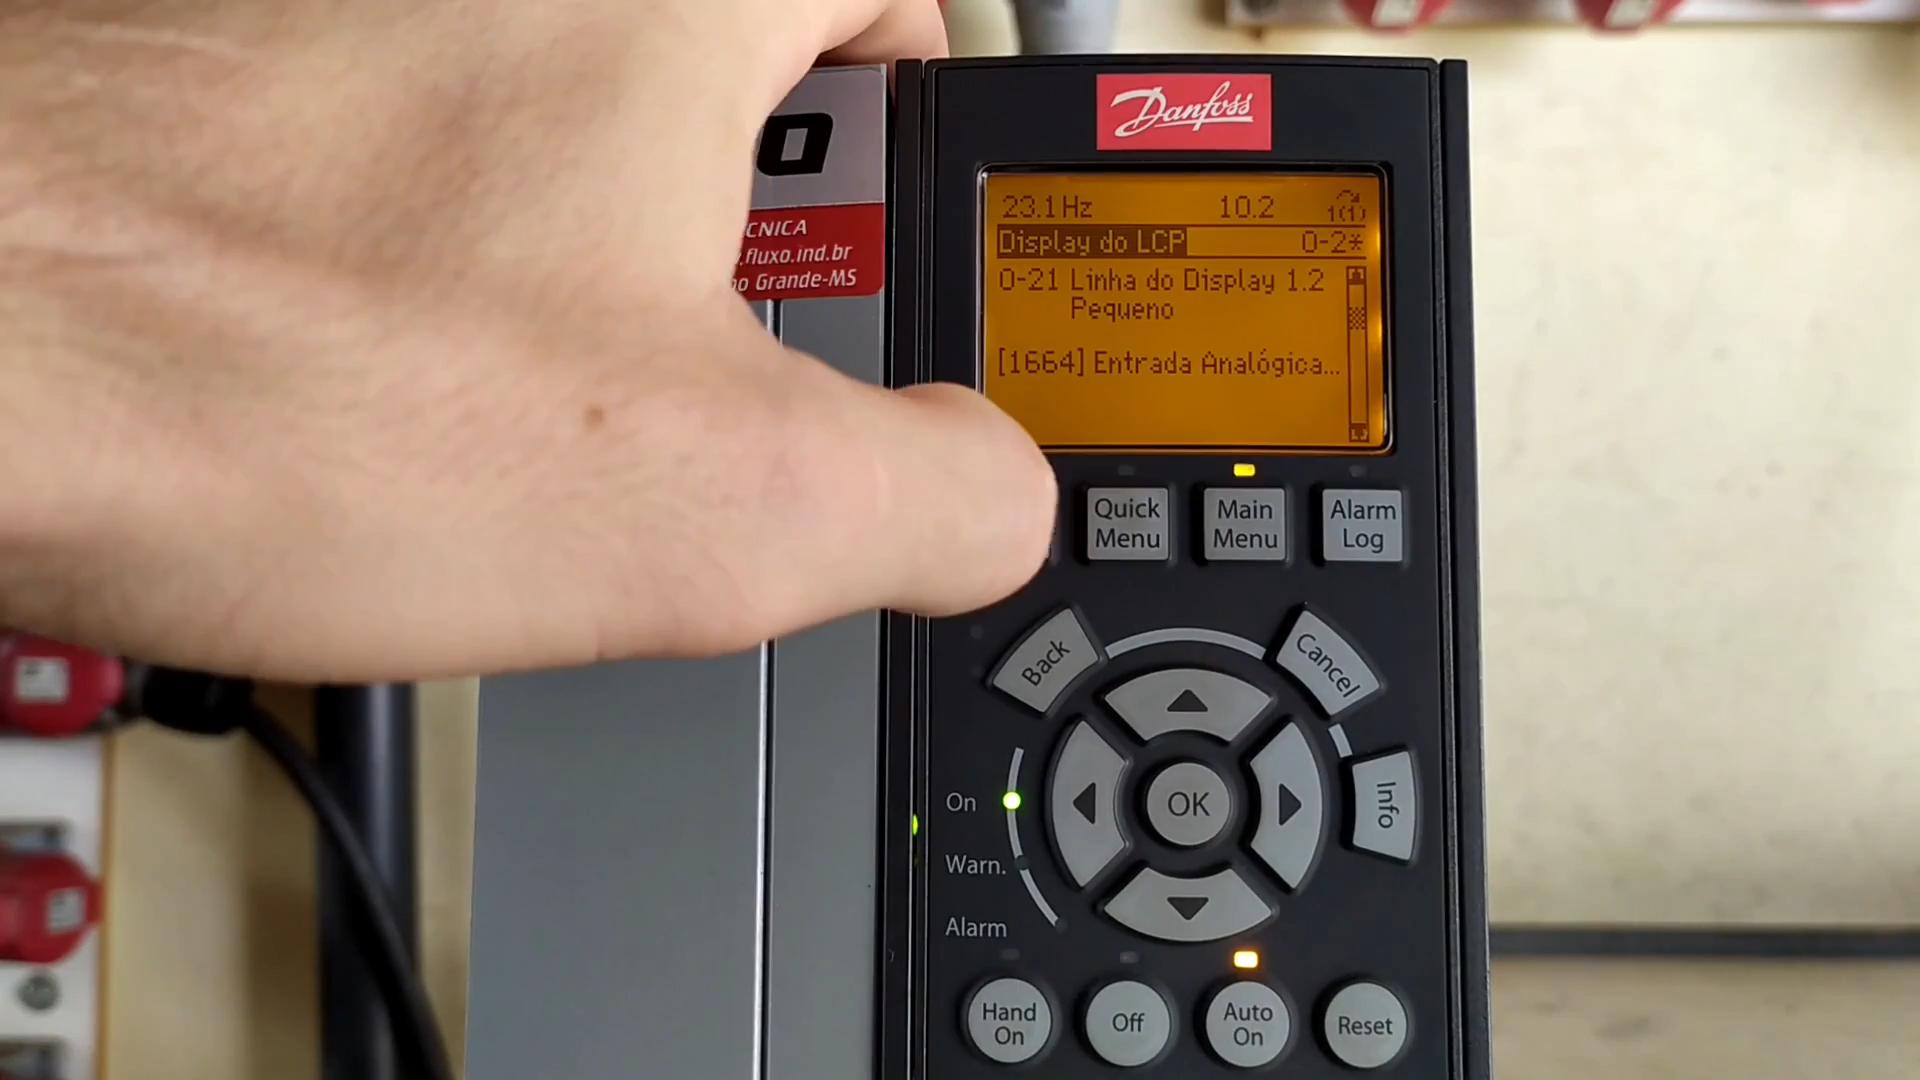 Danfoss
CNICA
.fluxo.ind.br
o Grande-MS
23.1Hz 10.2 1(1)
Display do LCP 0-2*
0-21 Linha do Display 1.2
Pequeno
[1664] Entrada Analógica...
Quick
Menu
Main
Menu
Alarm
Log
Back
Cancel
OK
Info
On
Warn.
Alarm
Hand
On
Off
Auto
On
Reset